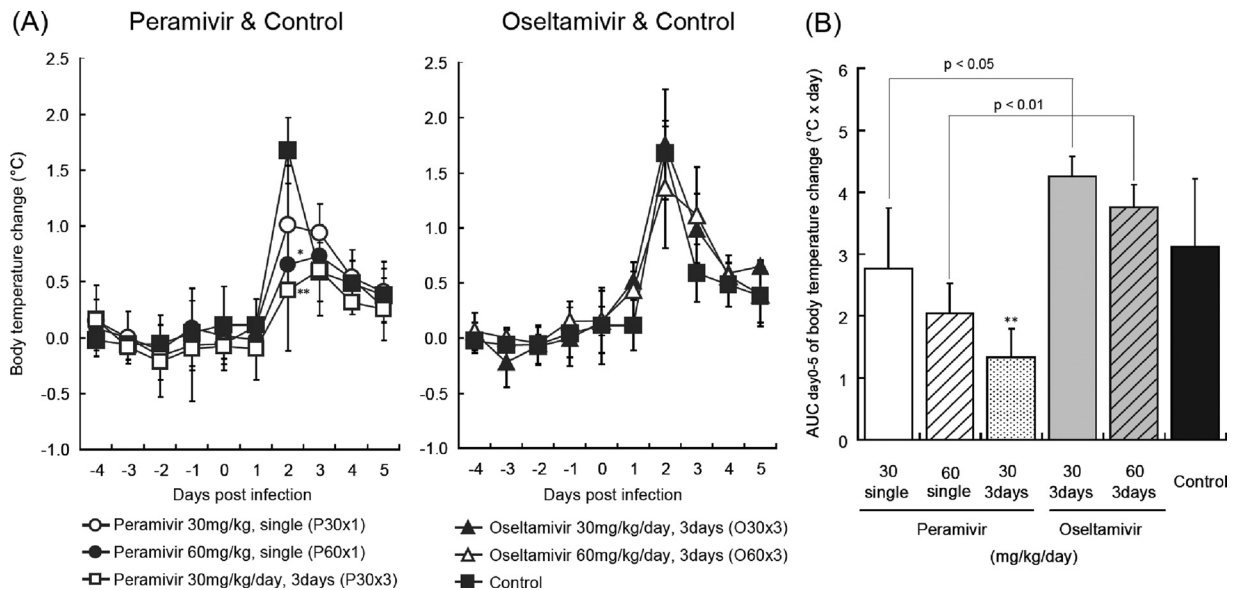 (A)
Peramivir & Control
Body temperature change (°C)
2.5
2.0
1.5
1.0
0.5
0.0
-0.5
-1.0
*
**
-4 -3 -2 -1 0 1 2 3 4 5
Days post infection
Peramivir 30mg/kg, single (P30x1)
Peramivir 60mg/kg, single (P60x1)
Peramivir 30mg/kg/day, 3days (P30x3)
Oseltamivir & Control
2.5
2.0
1.5
1.0
0.5
0.0
-0.5
-1.0
-4 -3 -2 -1 0 1 2 3 4 5
Days post infection
Oseltamivir 30mg/kg/day, 3days (O30x3)
Oseltamivir 60mg/kg/day, 3days (O60x3)
Control
(B)
AUC day0-5 of body temperature change (°C x day)
6
5
4
3
2
1
0
p < 0.05
p < 0.01
**
30 60 30 30 60
single single 3days 3days 3days Control
Peramivir Oseltamivir
(mg/kg/day)